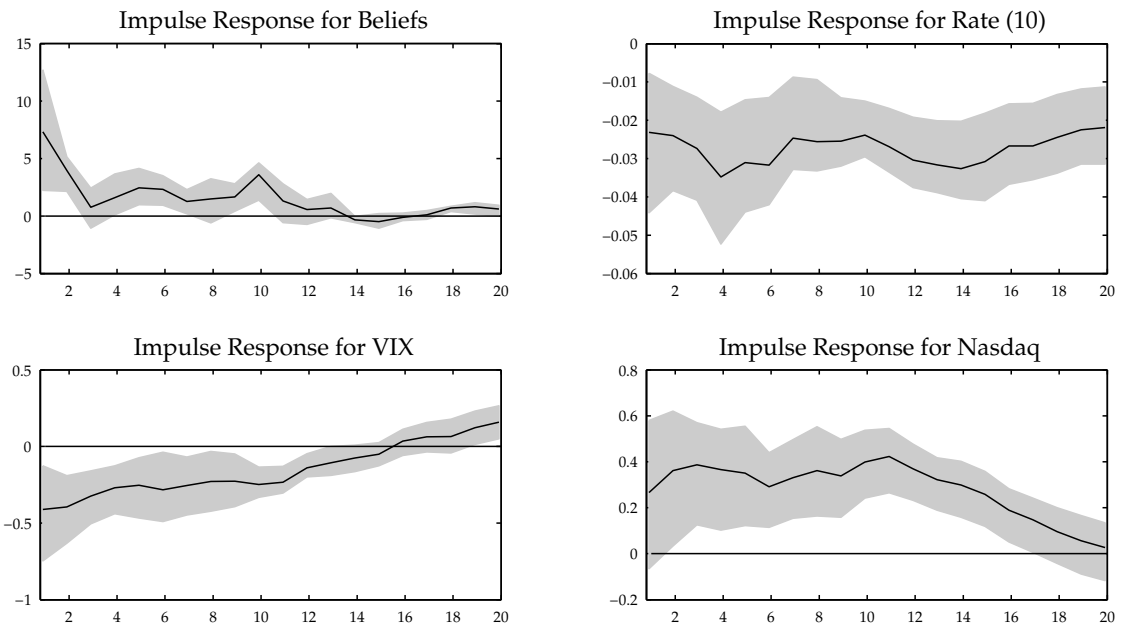 Impulse Response for Beliefs
15
10
5
0
−5
2 4 6 8 10 12 14 16 18 20
Impulse Response for Rate (10)
0
−0.01
−0.02
−0.03
−0.04
−0.05
−0.06
2 4 6 8 10 12 14 16 18 20
Impulse Response for VIX
0.5
0
−0.5
−1
2 4 6 8 10 12 14 16 18 20
Impulse Response for Nasdaq
0.8
0.6
0.4
0.2
0
−0.2
2 4 6 8 10 12 14 16 18 20